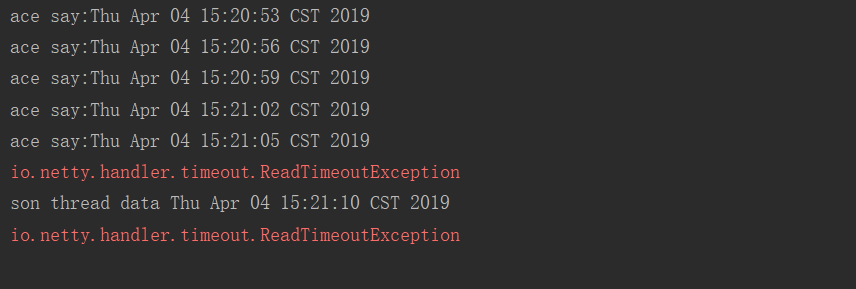 ace say:Thu Apr 04 15:20:53 CST 2019
ace say:Thu Apr 04 15:20:56 CST 2019
ace say:Thu Apr 04 15:20:59 CST 2019
ace say:Thu Apr 04 15:21:02 CST 2019
ace say:Thu Apr 04 15:21:05 CST 2019
io.netty.handler.timeout.ReadTimeoutException
son thread data Thu Apr 04 15:21:10 CST 2019
io.netty.handler.timeout.ReadTimeoutException